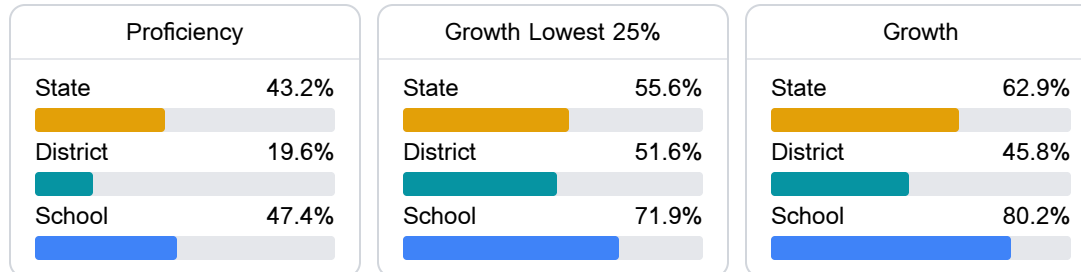 Proficiency
State 43.2%
District 19.6%
School 47.4%
Growth Lowest 25%
State 55.6%
District 51.6%
School 71.9%
Growth
State 62.9%
District 45.8%
School 80.2%